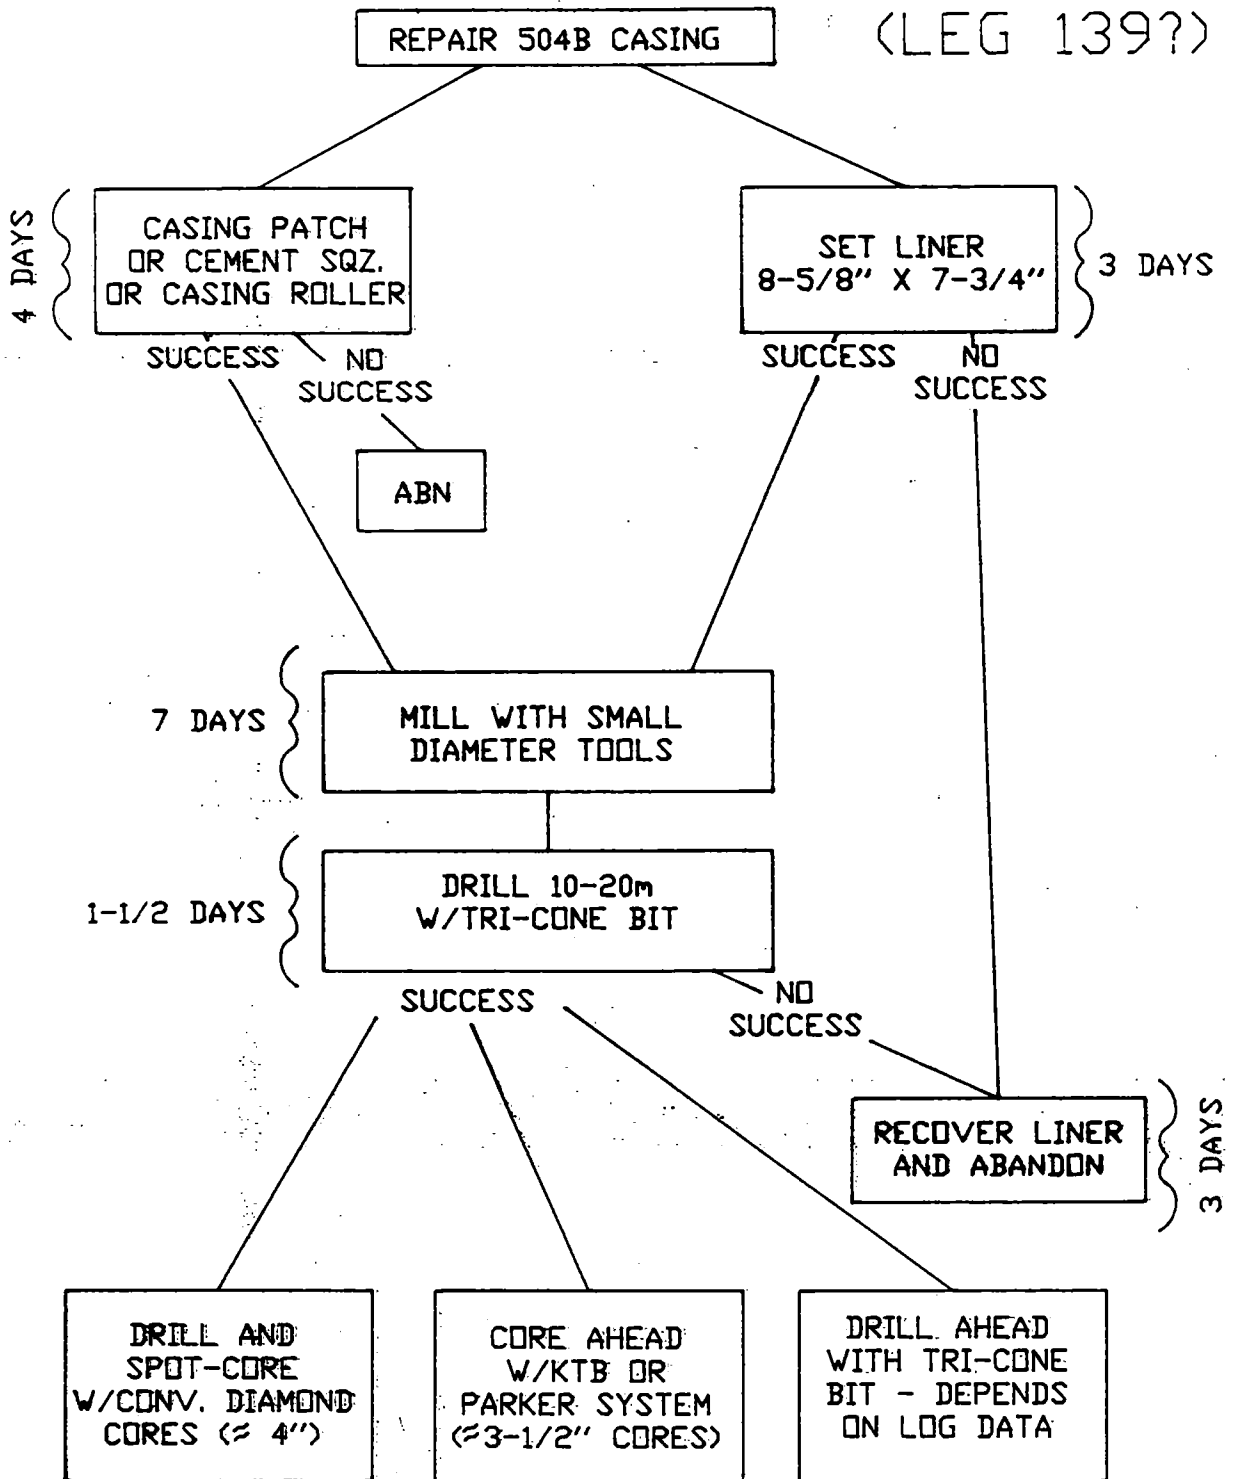 REPAIR 504B CASING
(LEG 139?)
4 DAYS
CASING PATCH
OR CEMENT SQZ.
OR CASING ROLLER
SET LINER
8-5/8" X 7-3/4"
3 DAYS
SUCCESS
NO
SUCCESS
SUCCESS
NO
SUCCESS
ABN
7 DAYS
MILL WITH SMALL
DIAMETER TOOLS
1-1/2 DAYS
DRILL 10-20m
W/TRI-CONE BIT
SUCCESS
NO
SUCCESS
RECOVER LINER
AND ABANDON
3 DAYS
DRILL AND
SPOT-CORE
W/CONV. DIAMOND
CORES (≈ 4")
CORE AHEAD
W/KTB OR
PARKER SYSTEM
(≈3-1/2" CORES)
DRILL AHEAD
WITH TRI-CONE
BIT - DEPENDS
ON LOG DATA